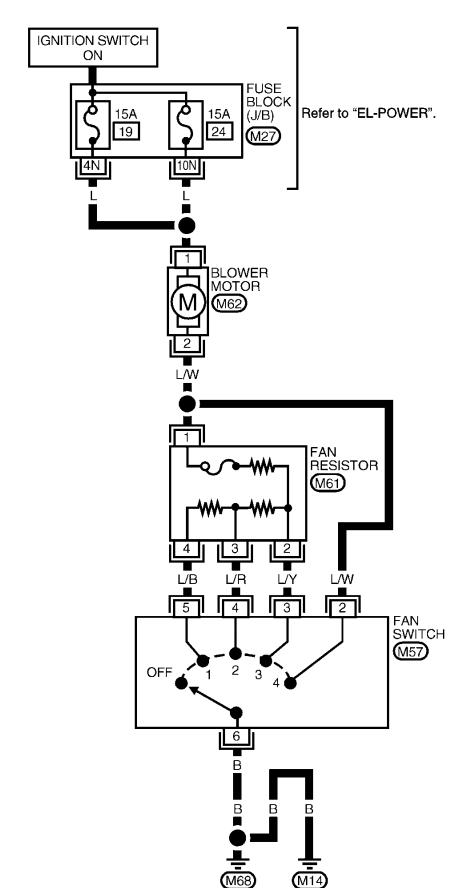 IGNITION SWITCH
ON
FUSE
BLOCK
(J/B)
M27
Refer to "EL-POWER".
15A
19
15A
24
4N
10N
L
L
1
BLOWER
MOTOR
M62
M
2
L/W
1
FAN
RESISTOR
M61
4
3
2
L/B
L/R
L/Y
L/W
5
4
3
2
FAN
SWITCH
M57
OFF
1
2
3
4
6
B
B
B
B
M68
M14